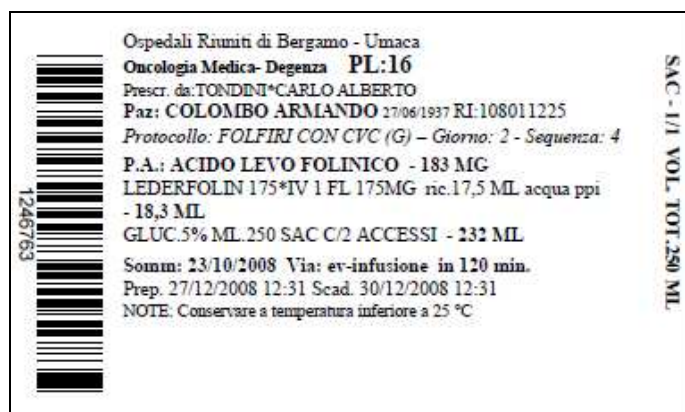 Ospedali Riuniti di Bergamo - Umaca
Oncologia Medica- Degenza PL:16
Prescr. da:TONDINI*CARLO ALBERTO
Paz: COLOMBO ARMANDO 27/06/1937 RI:108011225
Protocollo: FOLFIRI CON CVC (G) – Giorno: 2 - Sequenza: 4
P.A.: ACIDO LEVO FOLINICO - 183 MG
LEDERFOLIN 175*IV 1 FL 175MG ric.17,5 ML acqua ppi
- 18,3 ML
GLUC.5% ML.250 SAC C/2 ACCESSI - 232 ML
Somm: 23/10/2008 Via: ev-infusione in 120 min.
Prep. 27/12/2008 12:31 Scad. 30/12/2008 12:31
NOTE: Conservare a temperatura inferiore a 25 °C
1246763
SAC - 1/1 VOL. TOT.250 ML